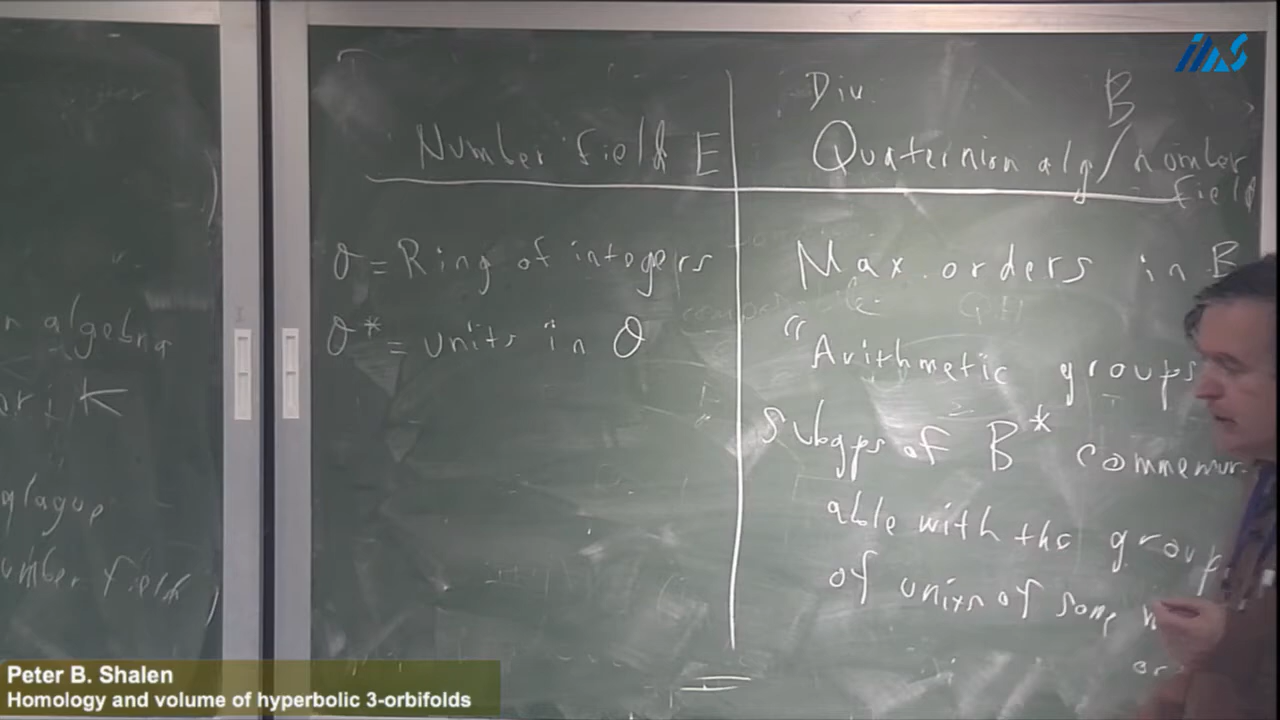 n algebra
K
umber field)
Number field E
O = Ring of integers
O* = units in O
Div. B
Quaternion alg/number
field
Max. orders in B
"Arithmetic groups
Subgps of B* commensur-
able with the group
of units of some
IHES
Peter B. Shalen
Homology and volume of hyperbolic 3-orbifolds